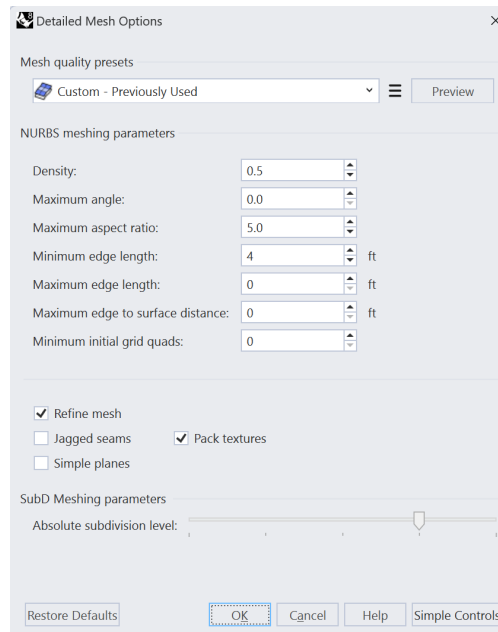 Detailed Mesh Options
Mesh quality presets
Custom - Previously Used
Preview
NURBS meshing parameters
Density: 0.5
Maximum angle: 0.0
Maximum aspect ratio: 5.0
Minimum edge length: 4 ft
Maximum edge length: 0 ft
Maximum edge to surface distance: 0 ft
Minimum initial grid quads: 0
Refine mesh
Jagged seams Pack textures
Simple planes
SubD Meshing parameters
Absolute subdivision level:
Restore Defaults OK Cancel Help Simple Controls